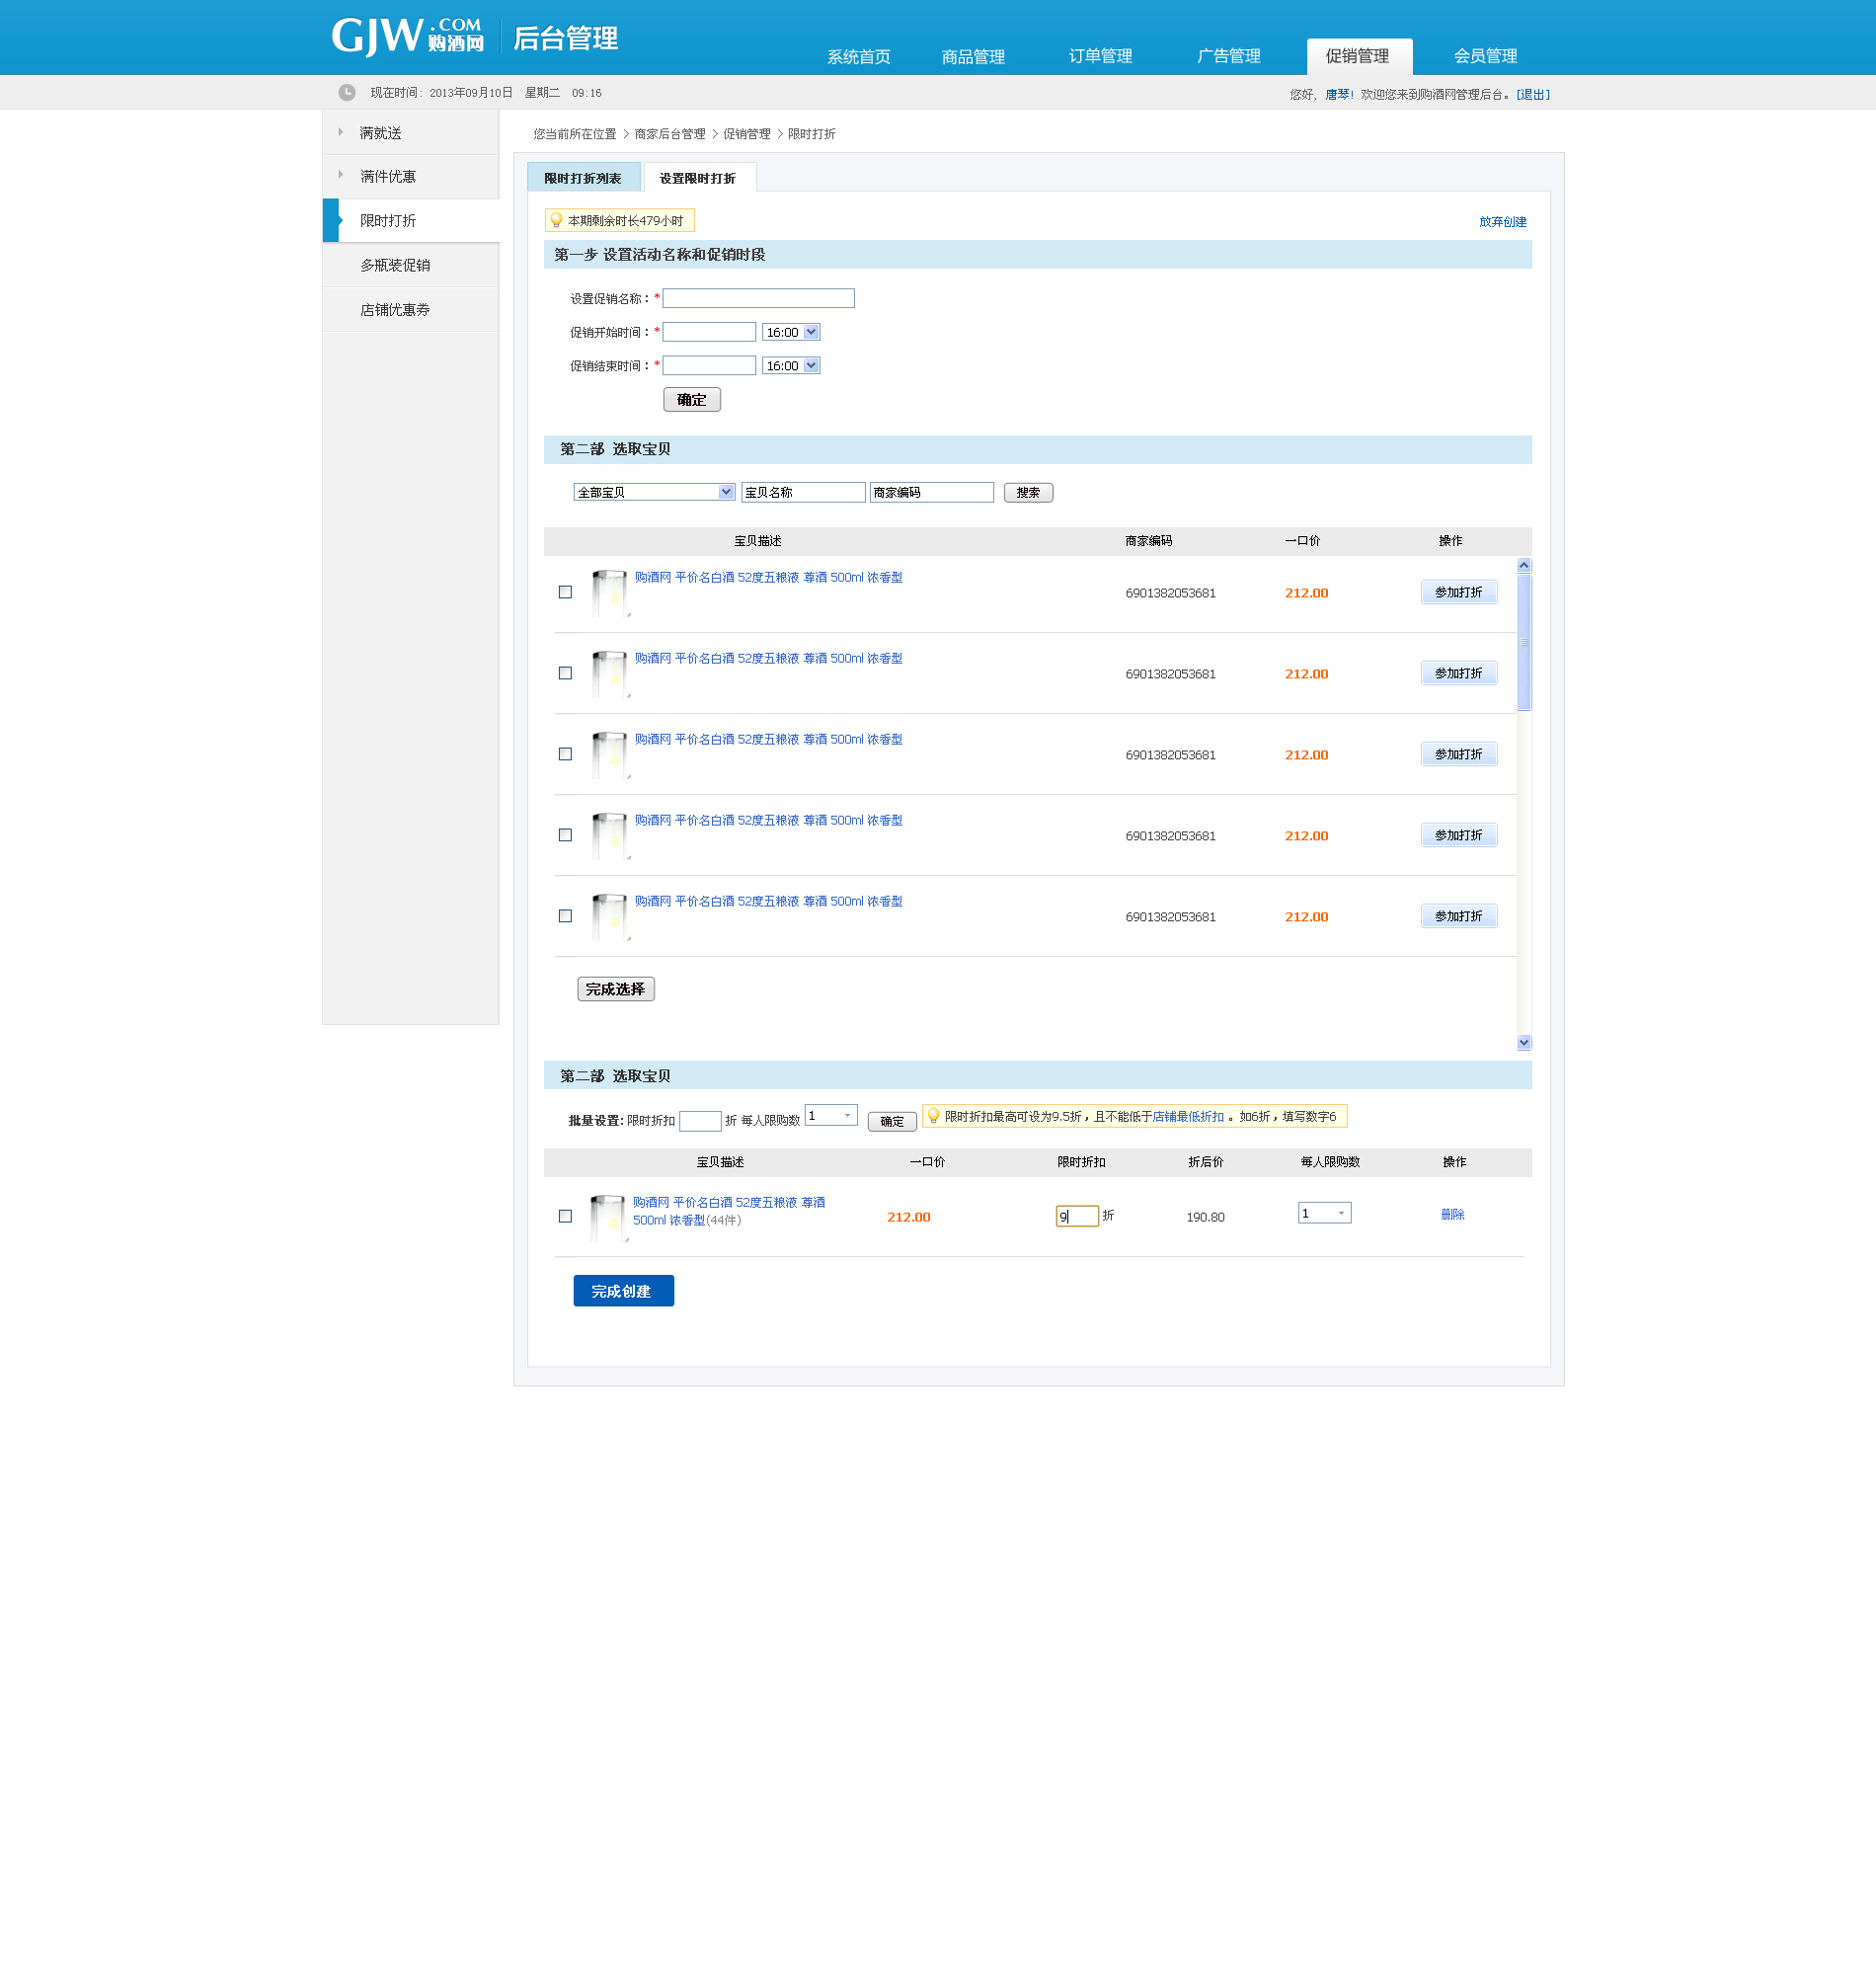 GJW.COM 购酒网 后台管理
系统首页 商品管理 订单管理 广告管理 促销管理 会员管理
现在时间: 2013年09月10日 星期二 09:16
您好, 唐琴! 欢迎您来到购酒网管理后台。[退出]
满就送
满件优惠
限时打折
多瓶装促销
店铺优惠券
您当前所在位置 > 商家后台管理 > 促销管理 > 限时打折
限时打折列表 设置限时打折
本期剩余时长479小时 放弃创建
第一步 设置活动名称和促销时段
设置促销名称：*
促销开始时间：* 16:00
促销结束时间：* 16:00
确定
第二部 选取宝贝
全部宝贝 宝贝名称 商家编码 搜索
宝贝描述 商家编码 一口价 操作
购酒网 平价名白酒 52度五粮液 尊酒 500ml 浓香型 6901382053681 212.00 参加打折
购酒网 平价名白酒 52度五粮液 尊酒 500ml 浓香型 6901382053681 212.00 参加打折
购酒网 平价名白酒 52度五粮液 尊酒 500ml 浓香型 6901382053681 212.00 参加打折
购酒网 平价名白酒 52度五粮液 尊酒 500ml 浓香型 6901382053681 212.00 参加打折
购酒网 平价名白酒 52度五粮液 尊酒 500ml 浓香型 6901382053681 212.00 参加打折
完成选择
第二部 选取宝贝
批量设置: 限时折扣 折 每人限购数 1 确定 限时折扣最高可设为9.5折，且不能低于店铺最低折扣 。如6折，填写数字6
宝贝描述 一口价 限时折扣 折后价 每人限购数 操作
购酒网 平价名白酒 52度五粮液 尊酒
500ml 浓香型(44件) 212.00 9 折 190.80 1 删除
完成创建